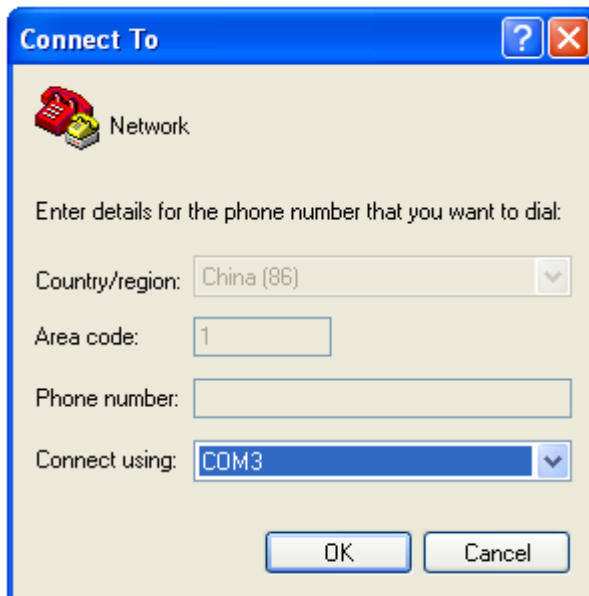 Connect To
Network
Enter details for the phone number that you want to dial:
Country/region: China (86)
Area code: 1
Phone number:
Connect using: COM3
OK Cancel